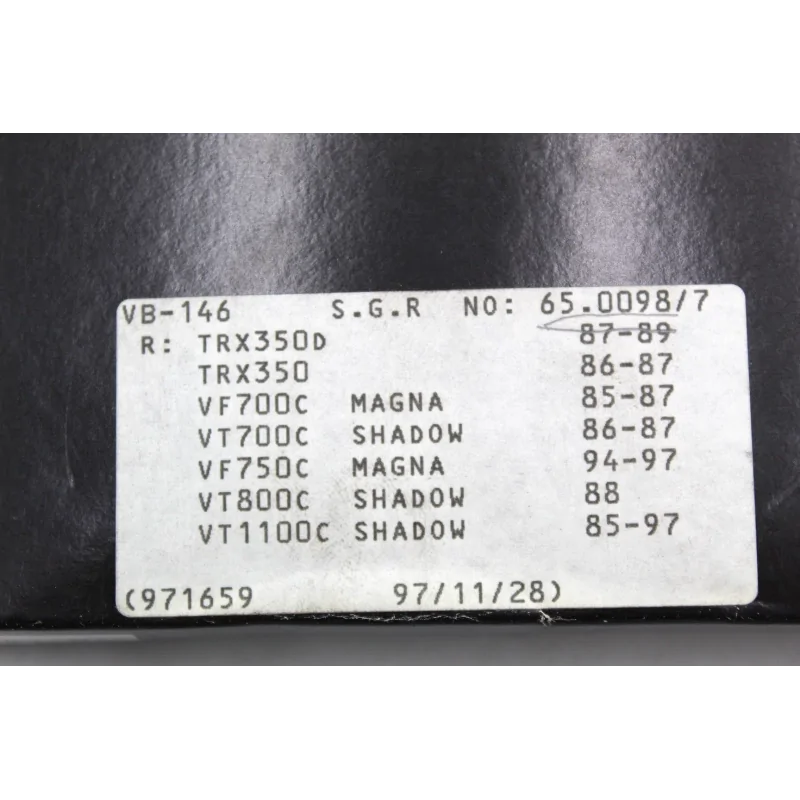 VB-146 S.G.R NO: 65.0098/7
R: TRX350D 87-89
TRX350 86-87
VF700C MAGNA 85-87
VT700C SHADOW 86-87
VF750C MAGNA 94-97
VT800C SHADOW 88
VT1100C SHADOW 85-97
(971659 97/11/28)